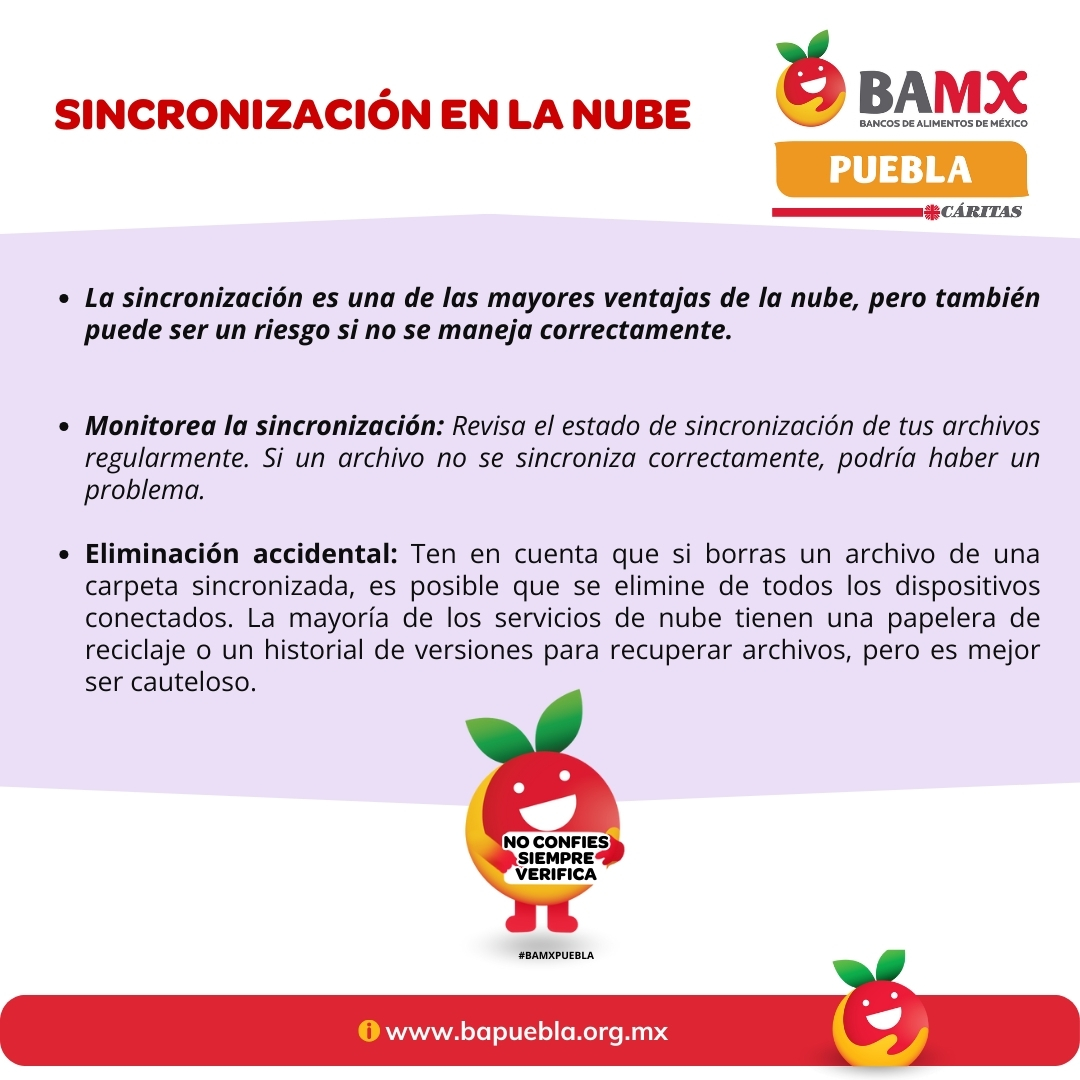 SINCRONIZACIÓN EN LA NUBE
BAMX
BANCOS DE ALIMENTOS DE MÉXICO
PUEBLA
CÁRITAS
• La sincronización es una de las mayores ventajas de la nube, pero también
puede ser un riesgo si no se maneja correctamente.
• Monitorea la sincronización: Revisa el estado de sincronización de tus archivos
regularmente. Si un archivo no se sincroniza correctamente, podría haber un
problema.
• Eliminación accidental: Ten en cuenta que si borras un archivo de una
carpeta sincronizada, es posible que se elimine de todos los dispositivos
conectados. La mayoría de los servicios de nube tienen una papelera de
reciclaje o un historial de versiones para recuperar archivos, pero es mejor
ser cauteloso.
NO CONFIES
SIEMPRE
VERIFICA
#BAMXPUEBLA
www.bapuebla.org.mx